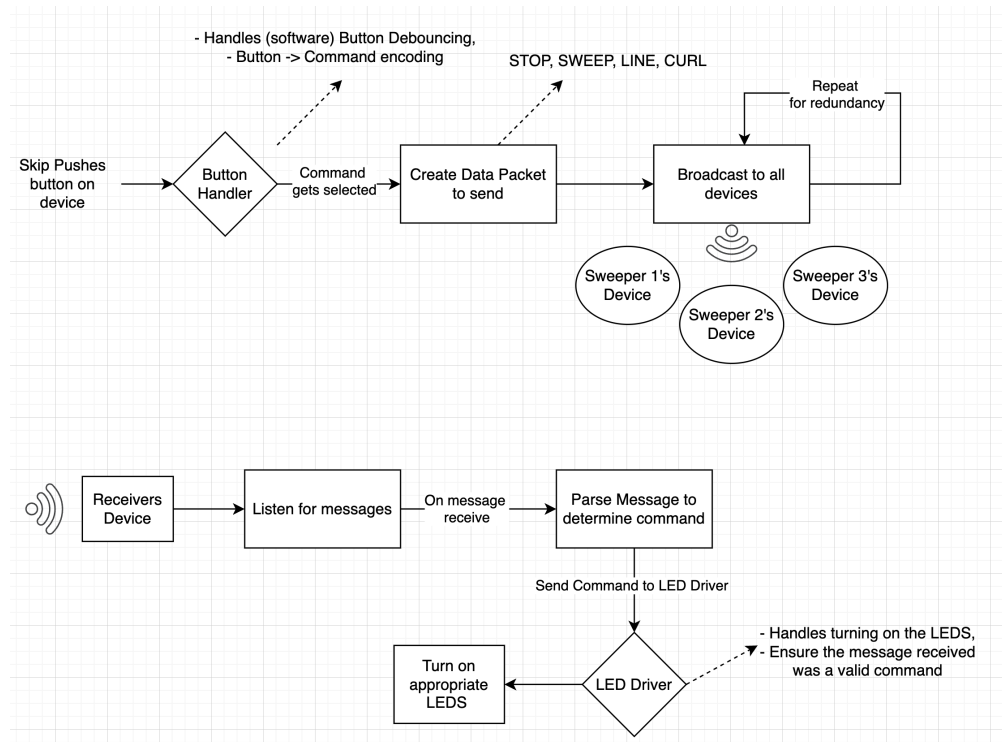 - Handles (software) Button Debouncing,
- Button -> Command encoding
STOP, SWEEP, LINE, CURL
Repeat
for redundancy
Skip Pushes
button on
device
Button
Handler
Command
gets selected
Create Data Packet
to send
Broadcast to all
devices
Sweeper 1's
Device
Sweeper 2's
Device
Sweeper 3's
Device
Receivers
Device
Listen for messages
On message
receive
Parse Message to
determine command
Send Command to LED Driver
LED Driver
- Handles turning on the LEDS,
- Ensure the message received
was a valid command
Turn on
appropriate
LEDS